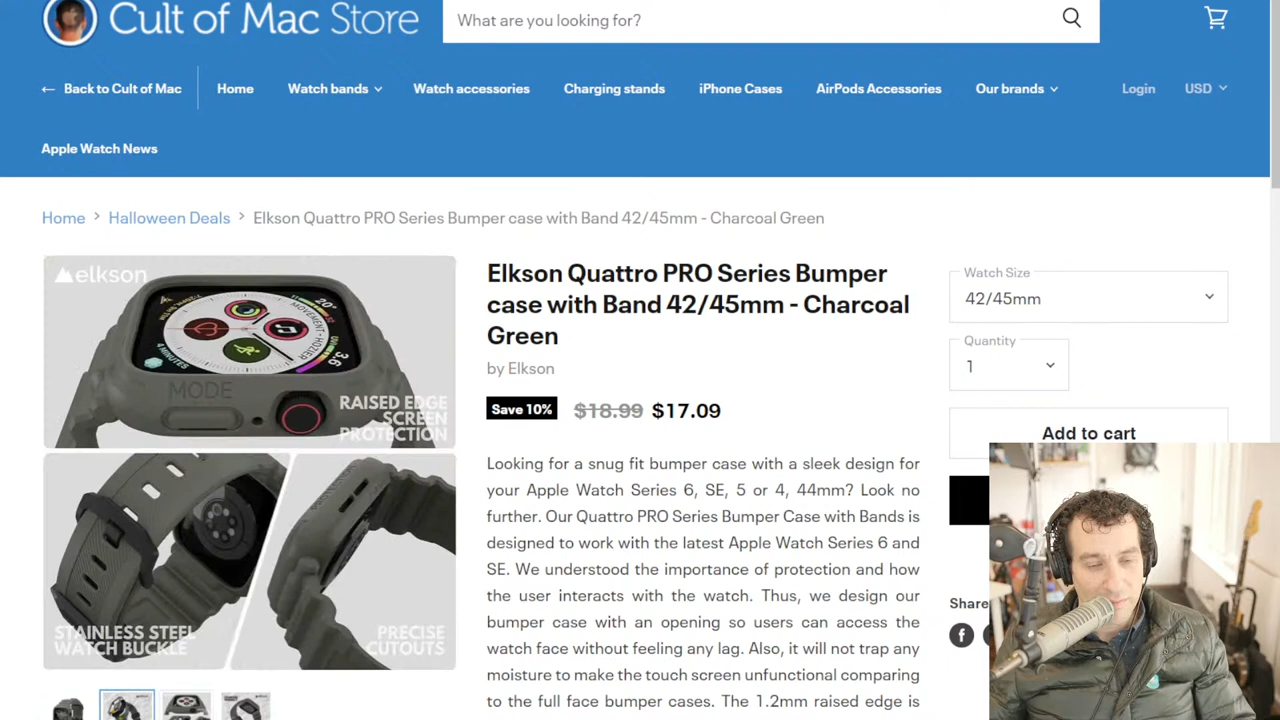 Cult of Mac Store
What are you looking for?
← Back to Cult of Mac
Home
Watch bands
Watch accessories
Charging stands
iPhone Cases
AirPods Accessories
Our brands
Login
USD
Apple Watch News
Home > Halloween Deals > Elkson Quattro PRO Series Bumper case with Band 42/45mm - Charcoal Green
elkson
MODE
MOVEMENT • HOZIER
20°
4 MINUTES
RAISED EDGE
SCREEN
PROTECTION
STAINLESS STEEL
WATCH BUCKLE
PRECISE
CUTOUTS
Elkson Quattro PRO Series Bumper
case with Band 42/45mm - Charcoal
Green
by Elkson
Save 10% $18.99 $17.09
Looking for a snug fit bumper case with a sleek design for
your Apple Watch Series 6, SE, 5 or 4, 44mm? Look no
further. Our Quattro PRO Series Bumper Case with Bands is
designed to work with the latest Apple Watch Series 6 and
SE. We understood the importance of protection and how
the user interacts with the watch. Thus, we design our
bumper case with an opening so users can access the
watch face without feeling any lag. Also, it will not trap any
moisture to make the touch screen unfunctional comparing
to the full face bumper cases. The 1.2mm raised edge is
Watch Size
42/45mm
Quantity
1
Add to cart
Share
f